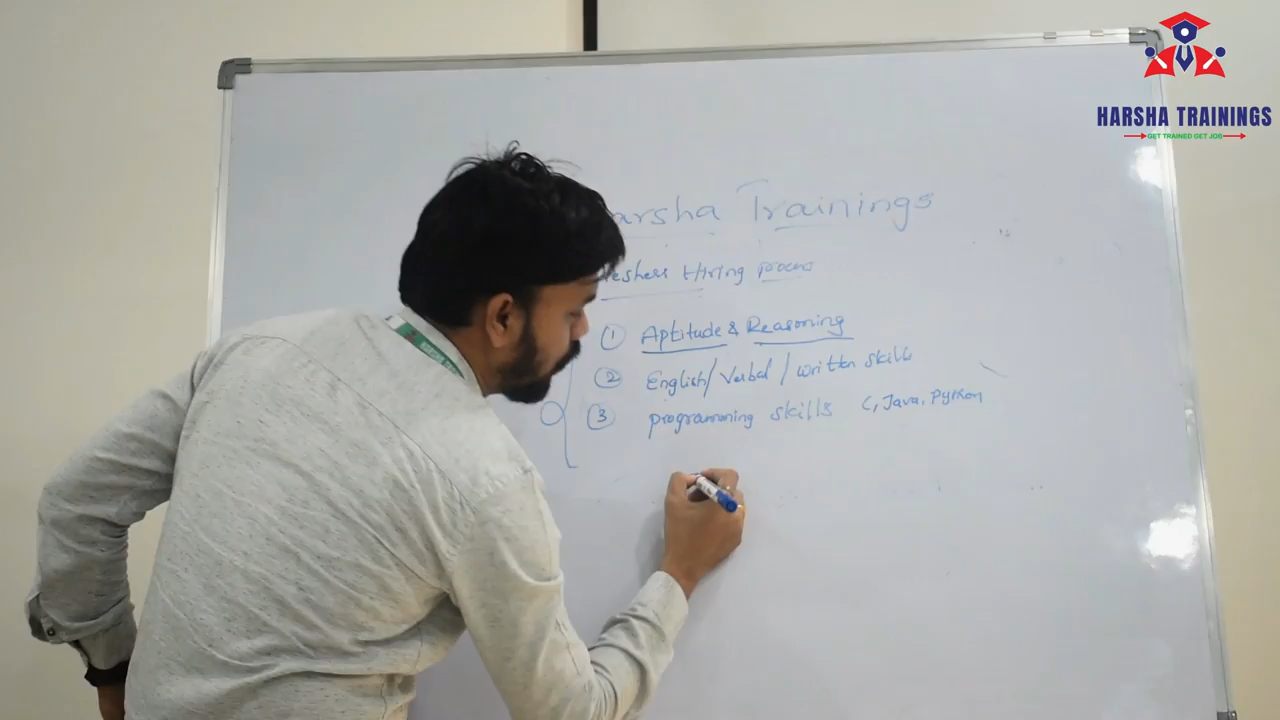 HARSHA TRAININGS
GET TRAINED GET JOB
arsha Trainings
eshers Hiring process
1 Aptitude & Reasoning
2 English/ Verbal / written skills
3 programming skills C, Java, Python